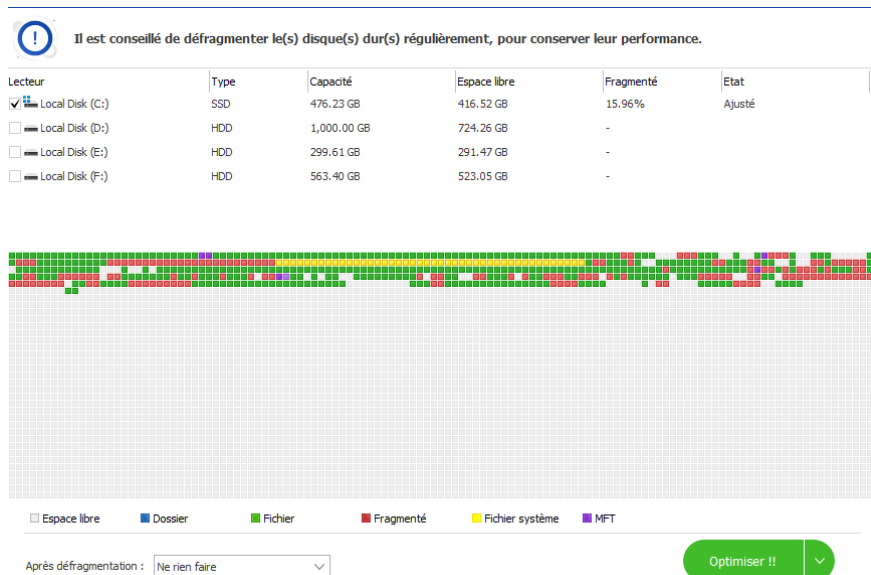 Il est conseillé de défragmenter le(s) disque(s) dur(s) régulièrement, pour conserver leur performance.
Lecteur Type Capacité Espace libre Fragmenté Etat
Local Disk (C:) SSD 476.23 GB 416.52 GB 15.96% Ajusté
Local Disk (D:) HDD 1,000.00 GB 724.26 GB -
Local Disk (E:) HDD 299.61 GB 291.47 GB -
Local Disk (F:) HDD 563.40 GB 523.05 GB -
Espace libre Dossier Fichier Fragmenté Fichier système MFT
Après défragmentation : Ne rien faire Optimiser !!